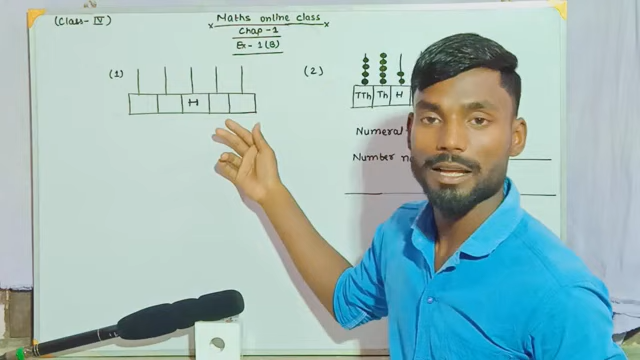 (Class- IV)
Maths online class
Chap -1
Ex- 1(B)
(1)
H
(2)
TTh Th H
Numeral
Number